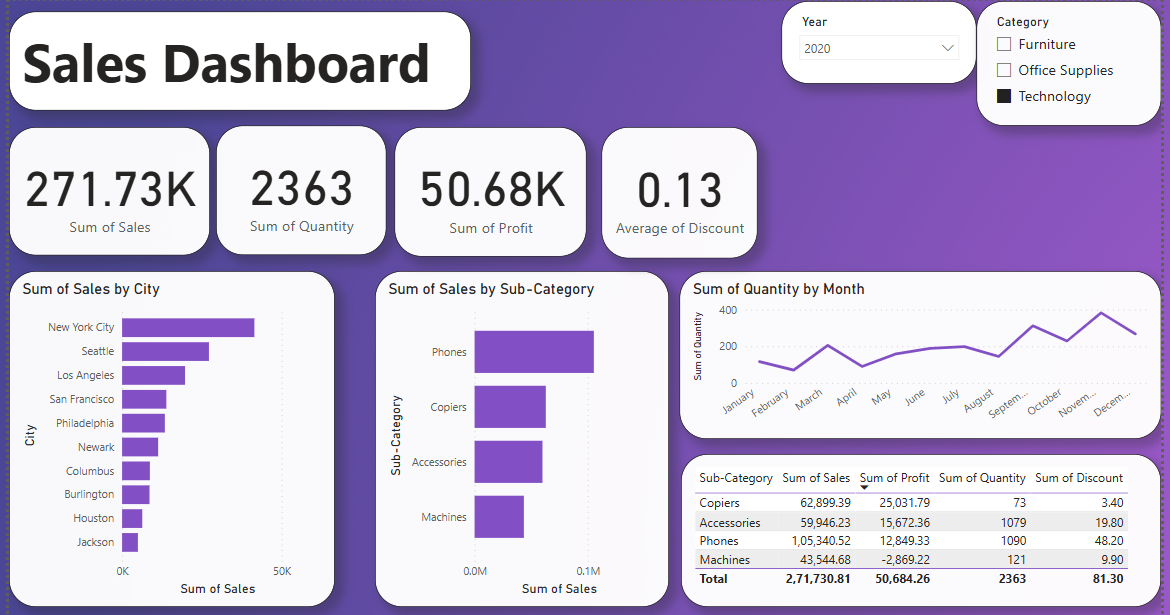 Sales Dashboard
Year
2020
Category
Furniture
Office Supplies
Technology
271.73K
Sum of Sales
2363
Sum of Quantity
50.68K
Sum of Profit
0.13
Average of Discount
Sum of Sales by City
City
New York City
Seattle
Los Angeles
San Francisco
Philadelphia
Newark
Columbus
Burlington
Houston
Jackson
0K 50K
Sum of Sales
Sum of Sales by Sub-Category
Sub-Category
Phones
Copiers
Accessories
Machines
0.0M 0.1M
Sum of Sales
Sum of Quantity by Month
Sum of Quantity
400
200
0
January February March April May June July August Septem... October Novem... Decem...
Sub-Category Sum of Sales Sum of Profit Sum of Quantity Sum of Discount
Copiers 62,899.39 25,031.79 73 3.40
Accessories 59,946.23 15,672.36 1079 19.80
Phones 1,05,340.52 12,849.33 1090 48.20
Machines 43,544.68 -2,869.22 121 9.90
Total 2,71,730.81 50,684.26 2363 81.30